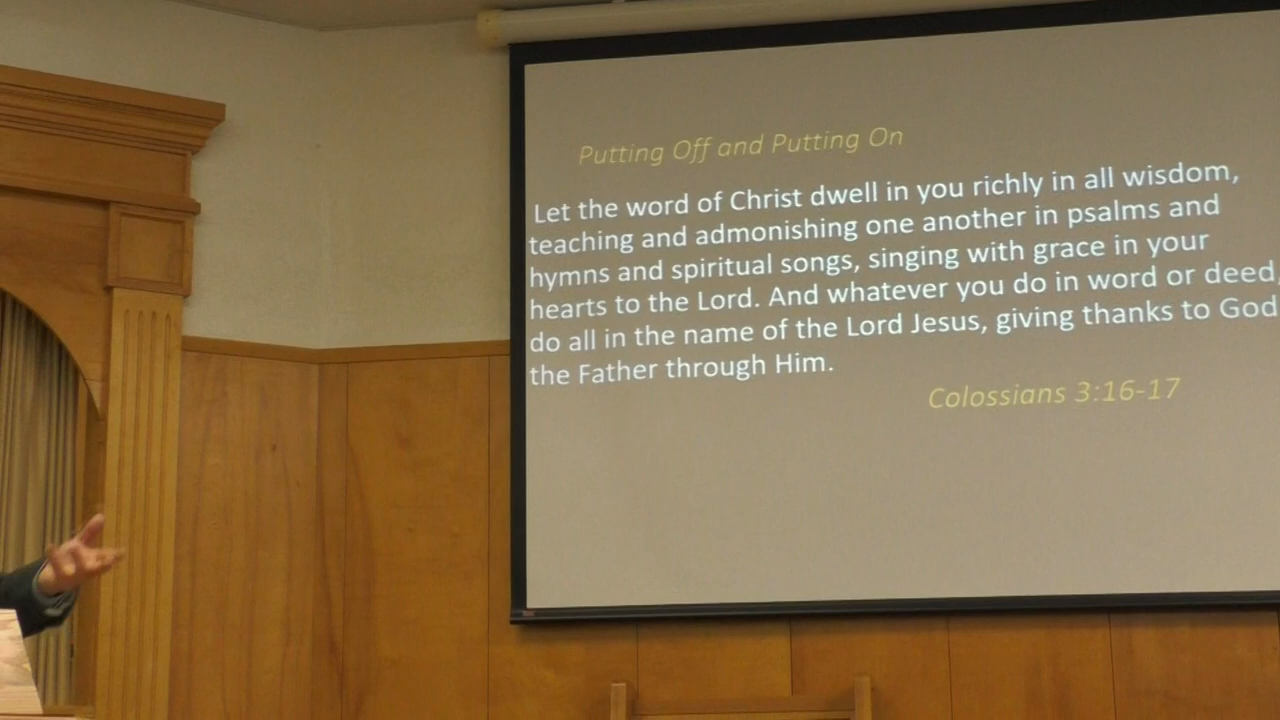 Putting Off and Putting On
Let the word of Christ dwell in you richly in all wisdom,
teaching and admonishing one another in psalms and
hymns and spiritual songs, singing with grace in your
hearts to the Lord. And whatever you do in word or deed,
do all in the name of the Lord Jesus, giving thanks to God
the Father through Him.
Colossians 3:16-17